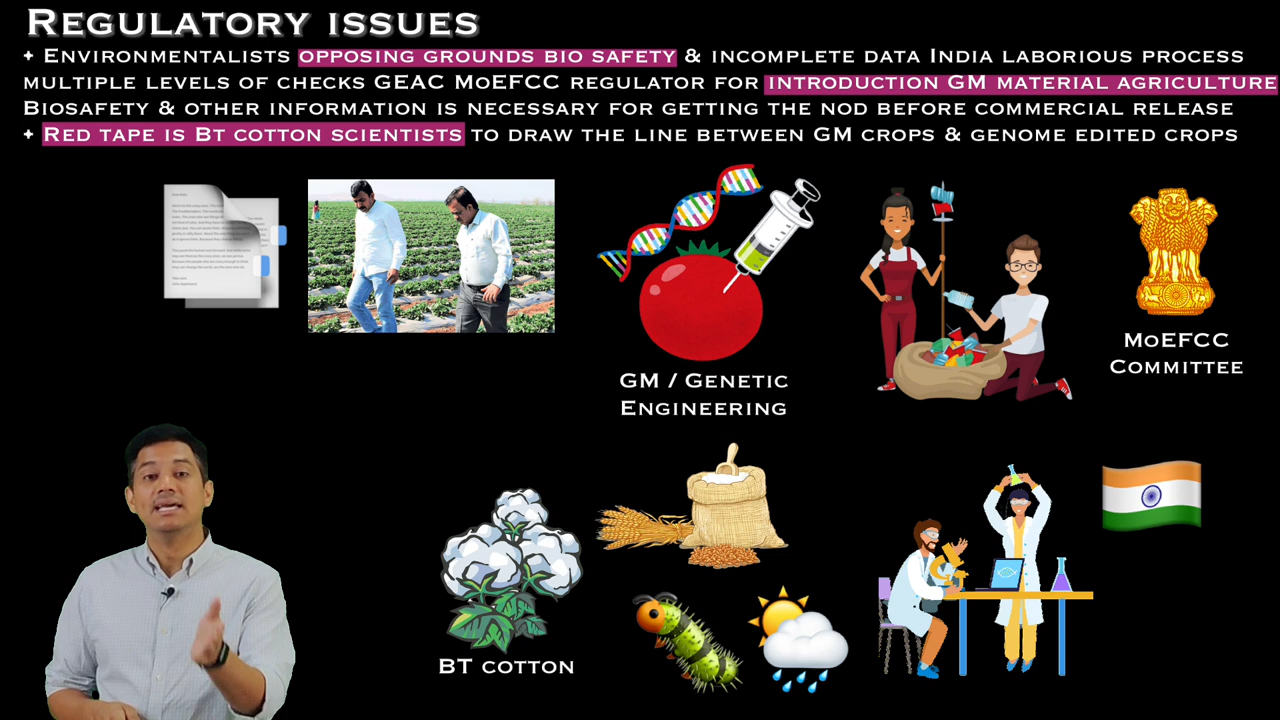 Regulatory issues
+ Environmentalists opposing grounds bio safety & incomplete data India laborious process
multiple levels of checks GEAC MoEFCC regulator for introduction GM material agriculture
Biosafety & other information is necessary for getting the nod before commercial release
+ Red tape is Bt cotton scientists to draw the line between GM crops & genome edited crops
GM / Genetic
Engineering
MoEFCC
Committee
BT cotton